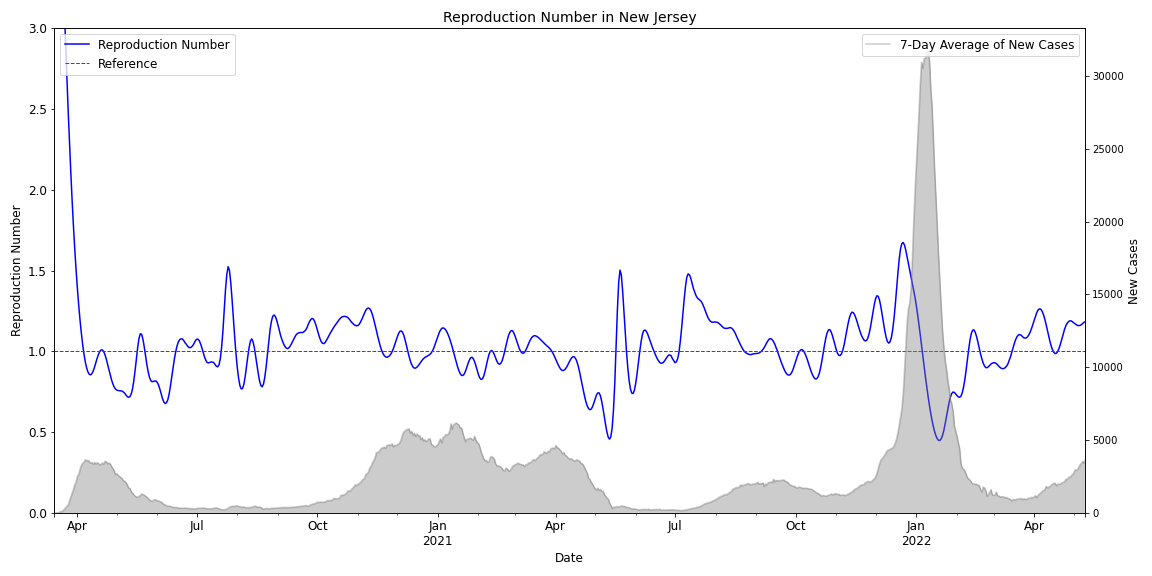 Reproduction Number in New Jersey
Reproduction Number
Reference
7-Day Average of New Cases
3.0
2.5
2.0
1.5
1.0
0.5
0.0
Reproduction Number
30000
25000
20000
15000
10000
5000
0
New Cases
Apr
Jul
Oct
Jan
2021
Apr
Jul
Oct
Jan
2022
Apr
Date